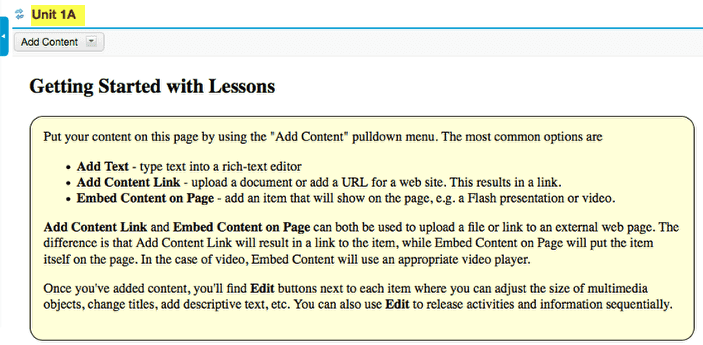 Unit 1A
Add Content
Getting Started with Lessons
Put your content on this page by using the "Add Content" pulldown menu. The most common options are
• Add Text - type text into a rich-text editor
• Add Content Link - upload a document or add a URL for a web site. This results in a link.
• Embed Content on Page - add an item that will show on the page, e.g. a Flash presentation or video.
Add Content Link and Embed Content on Page can both be used to upload a file or link to an external web page. The
difference is that Add Content Link will result in a link to the item, while Embed Content on Page will put the item
itself on the page. In the case of video, Embed Content will use an appropriate video player.
Once you've added content, you'll find Edit buttons next to each item where you can adjust the size of multimedia
objects, change titles, add descriptive text, etc. You can also use Edit to release activities and information sequentially.